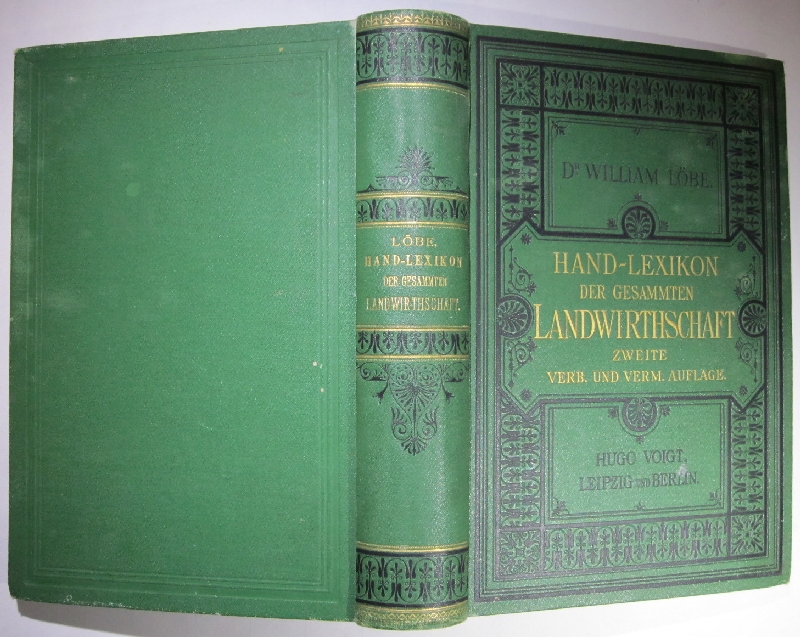 LÖBE,
HAND-LEXIKON
DER GESAMMTEN
LANDWIRTHSCHAFT.
DR WILLIAM LÖBE.
HAND-LEXIKON
DER GESAMMTEN
LANDWIRTHSCHAFT
ZWEITE
VERB. UND VERM. AUFLAGE.
HUGO VOIGT,
LEIPZIG UND BERLIN.